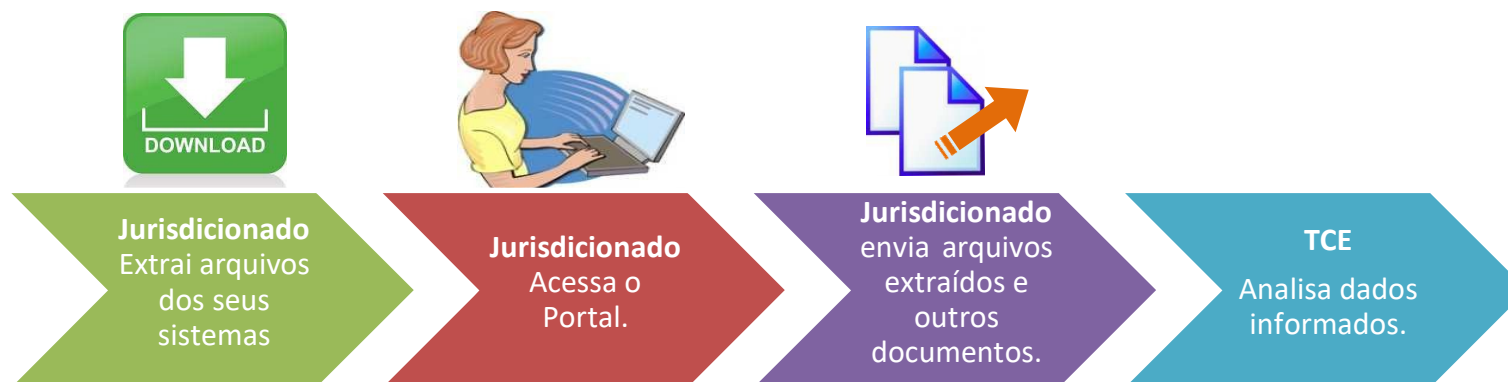 DOWNLOAD
Jurisdicionado
Extrai arquivos
dos seus
sistemas
Jurisdicionado
Acessa o
Portal.
Jurisdicionado
envia arquivos
extraídos e
outros
documentos.
TCE
Analisa dados
informados.